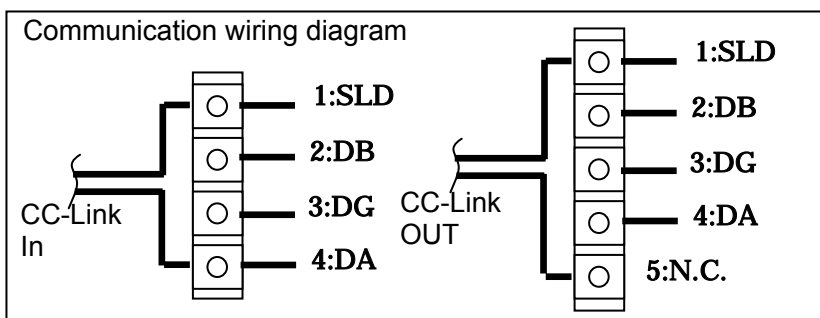 Communication wiring diagram
1:SLD
2:DB
3:DG
4:DA
CC-Link
In
1:SLD
2:DB
3:DG
4:DA
5:N.C.
CC-Link
OUT